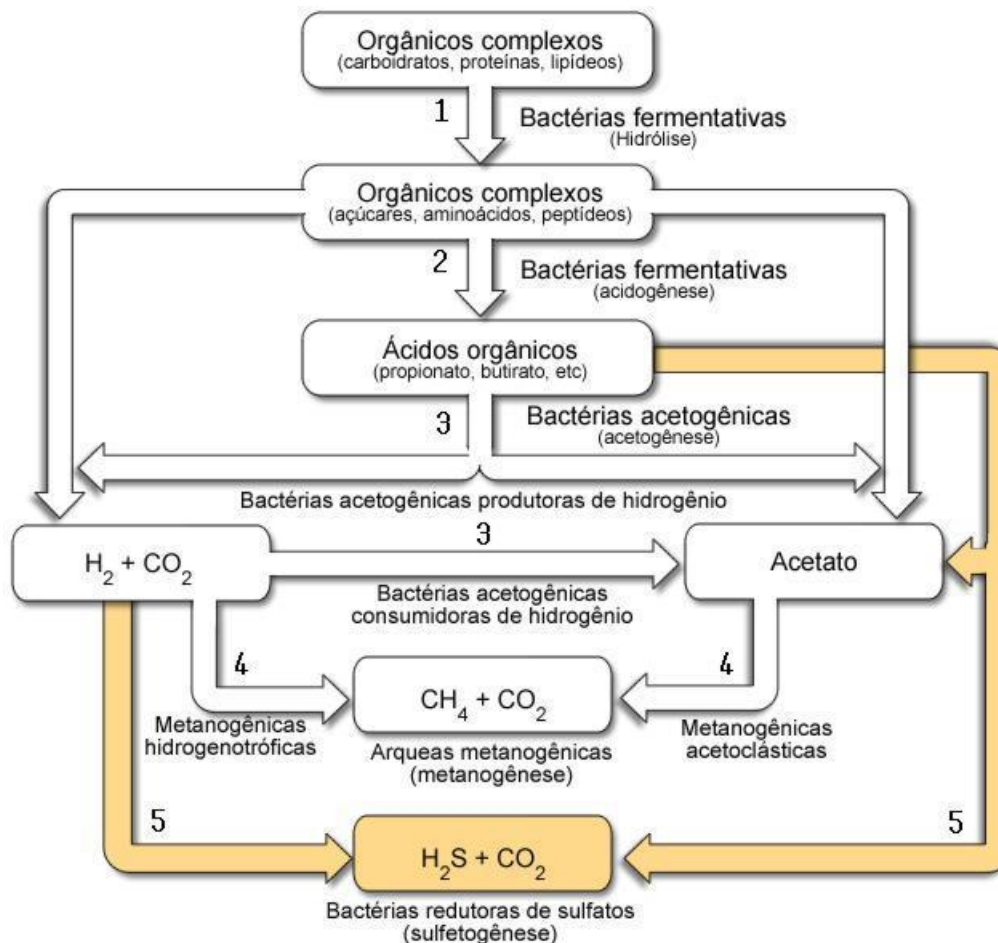 Orgânicos complexos
(carboidratos, proteínas, lipídeos)
1
Bactérias fermentativas
(Hidrólise)
Orgânicos complexos
(açúcares, aminoácidos, peptídeos)
2
Bactérias fermentativas
(acidogênese)
Ácidos orgânicos
(propionato, butirato, etc)
3
Bactérias acetogênicas
(acetogênese)
Bactérias acetogênicas produtoras de hidrogênio
3
H2 + CO2
Acetato
Bactérias acetogênicas
consumidoras de hidrogênio
4
4
CH4 + CO2
Metanogênicas
hidrogenotróficas
Metanogênicas
acetoclásticas
Arqueas metanogênicas
(metanogênese)
5
5
H2S + CO2
Bactérias redutoras de sulfatos
(sulfetogênese)